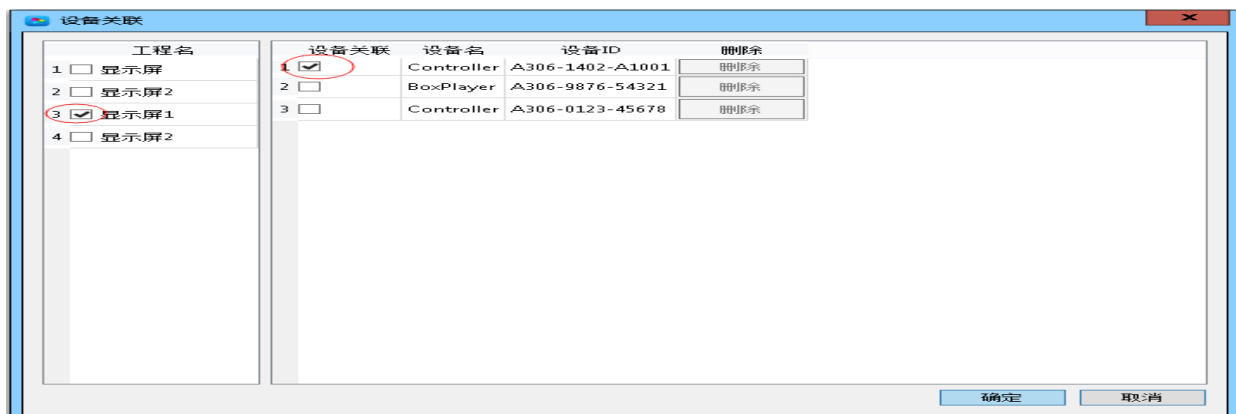 设备关联
工程名
1 显示屏
2 显示屏2
3 显示屏1
4 显示屏2
设备关联 设备名 设备ID 删除
1 Controller A306-1402-A1001 删除
2 BoxPlayer A306-9876-54321 删除
3 Controller A306-0123-45678 删除
确定 取消